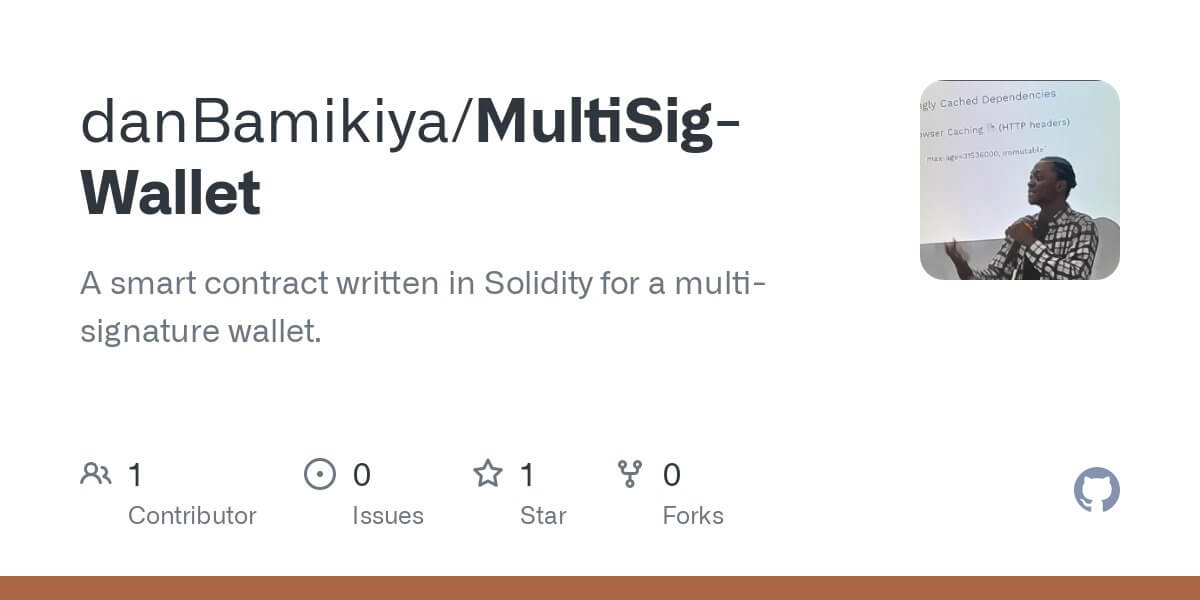 danBamikiya/MultiSig-
Wallet
A smart contract written in Solidity for a multi-
signature wallet.
ngly Cached Dependencies
owser Caching (HTTP headers)
max-age=31536000, immutable
1
Contributor
0
Issues
1
Star
0
Forks